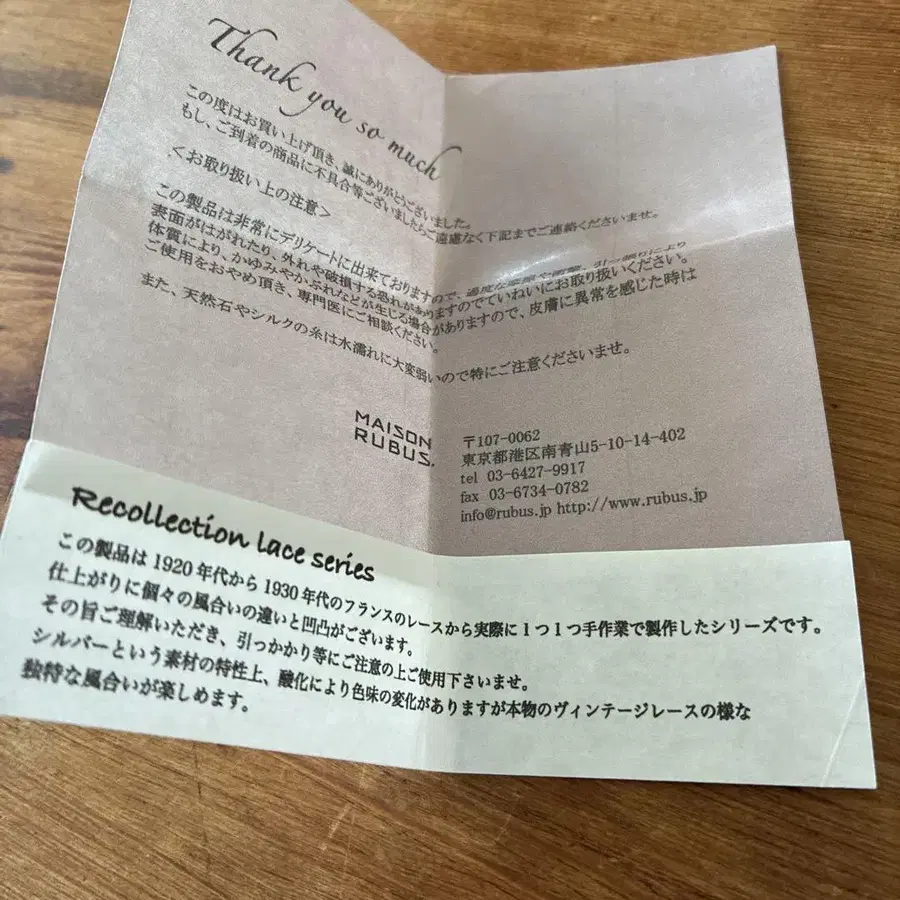 Thank you so much
この度はお買い上げ頂き、誠にありがとうございました。
もし、ご到着の商品に不具合等ございましたらご遠慮なく下記までご連絡くださいませ。
＜お取り扱い上の注意＞
この製品は非常にデリケートに出来ておりますので、過度な摩擦や衝撃、引っ張りにより
表面がはがれたり、外れや破損する恐れがありますのでていねいにお取り扱いください。
体質により、かゆみやかぶれなどが生じる場合がありますので、皮膚に異常を感じた時は
ご使用をおやめ頂き、専門医にご相談ください。
また、天然石やシルクの糸は水濡れに大変弱いので特にご注意くださいませ。
MAISON
RUBUS.
〒107-0062
東京都港区南青山5-10-14-402
tel 03-6427-9917
fax 03-6734-0782
info@rubus.jp http://www.rubus.jp
Recollection lace series
この製品は1920年代から1930年代のフランスのレースから実際に1つ1つ手作業で製作したシリーズです。
仕上がりに個々の風合いの違いと凹凸がございます。
その旨ご理解いただき、引っかかり等にご注意の上ご使用下さいませ。
シルバーという素材の特性上、酸化により色味の変化がありますが本物のヴィンテージレースの様な
独特な風合いが楽しめます。